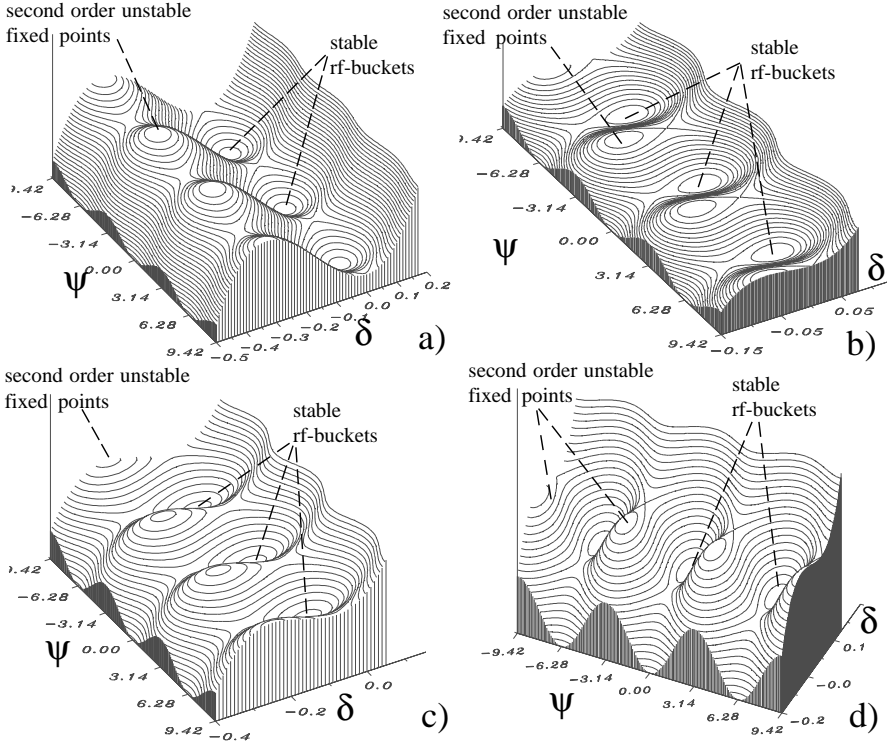 second order unstable
fixed points
stable
rf-buckets
9.42
-6.28
-3.14
0.00
3.14
6.28
9.42
ψ
-0.5
-0.4
-0.3
-0.2
-0.1
0.0
0.1
0.2
δ
a)
second order unstable
fixed points
stable
rf-buckets
9.42
-6.28
-3.14
0.00
3.14
6.28
9.42
ψ
-0.15
-0.05
0.05
δ
b)
second order unstable
fixed points
stable
rf-buckets
9.42
-6.28
-3.14
0.00
3.14
6.28
9.42
ψ
-0.4
-0.2
0.0
δ
c)
second order unstable
fixed points
stable
rf-buckets
-9.42
-6.28
-3.14
0.00
3.14
6.28
9.42
ψ
-0.2
-0.0
0.1
δ
d)